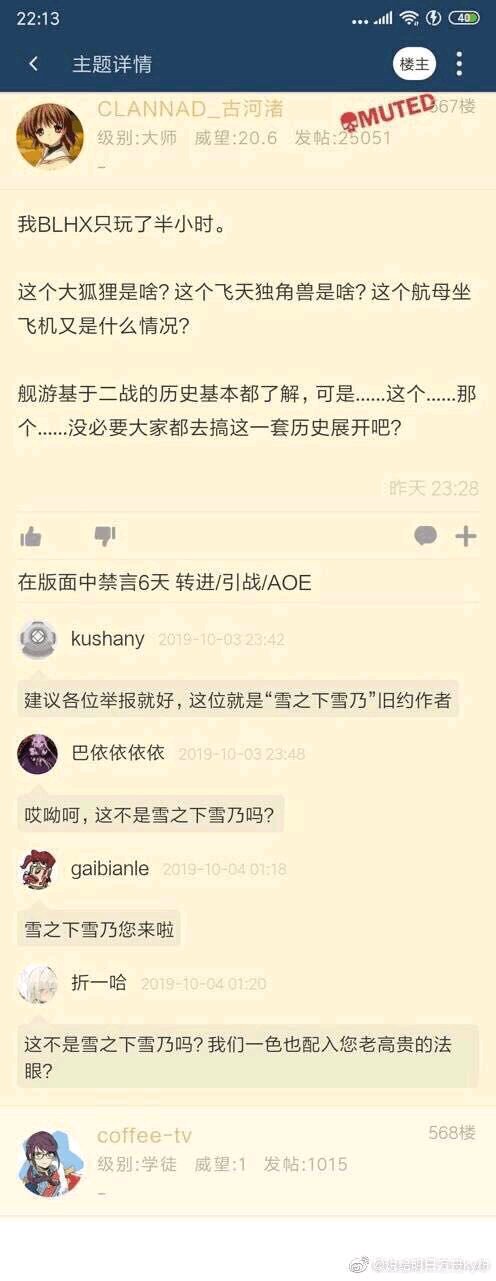 22:13
40
主题详情
楼主
CLANNAD_古河渚
MUTED
567楼
级别:大师 威望:20.6 发帖:25051
我BLHX只玩了半小时。
这个大狐狸是啥? 这个飞天独角兽是啥? 这个航母坐
飞机又是什么情况?
舰游基于二战的历史基本都了解, 可是......这个......那
个......没必要大家都去搞这一套历史展开吧?
昨天 23:28
在版面中禁言6天 转进/引战/AOE
kushany 2019-10-03 23:42
建议各位举报就好, 这位就是“雪之下雪乃”旧约作者
巴依依依依 2019-10-03 23:48
哎呦呵, 这不是雪之下雪乃吗?
gaibianle 2019-10-04 01:18
雪之下雪乃您来啦
折一哈 2019-10-04 01:20
这不是雪之下雪乃吗? 我们一色也配入您老高贵的法
眼?
coffee-tv
568楼
级别:学徒 威望:1 发帖:1015